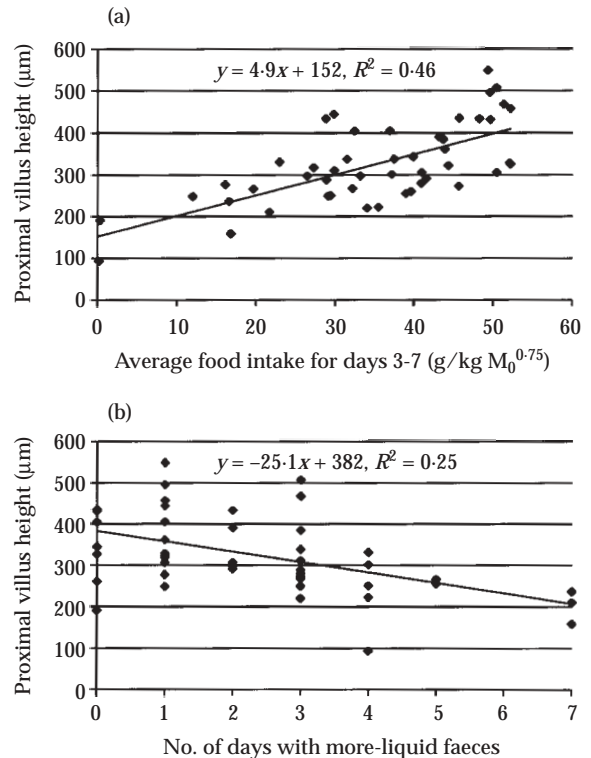 (a)
600
y = 4·9x + 152, R² = 0·46
500
400
300
200
100
0
0 10 20 30 40 50 60
Proximal villus height (μm)
Average food intake for days 3-7 (g/kg M₀^0·75)
(b)
600
y = –25·1x + 382, R² = 0·25
500
400
300
200
100
0
0 1 2 3 4 5 6 7
Proximal villus height (μm)
No. of days with more-liquid faeces